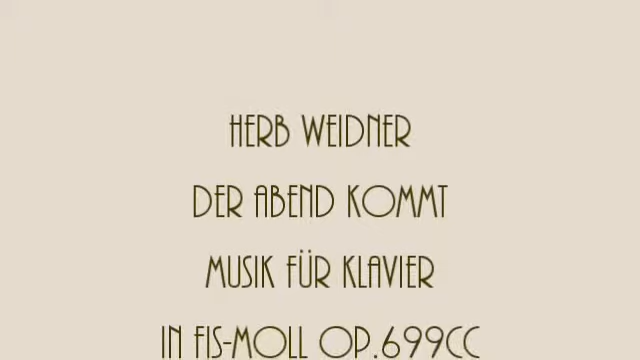 HERB WEIDNER
DER ABEND KOMMT
MUSIK FÜR KLAVIER
IN FIS-MOLL OP.699CC